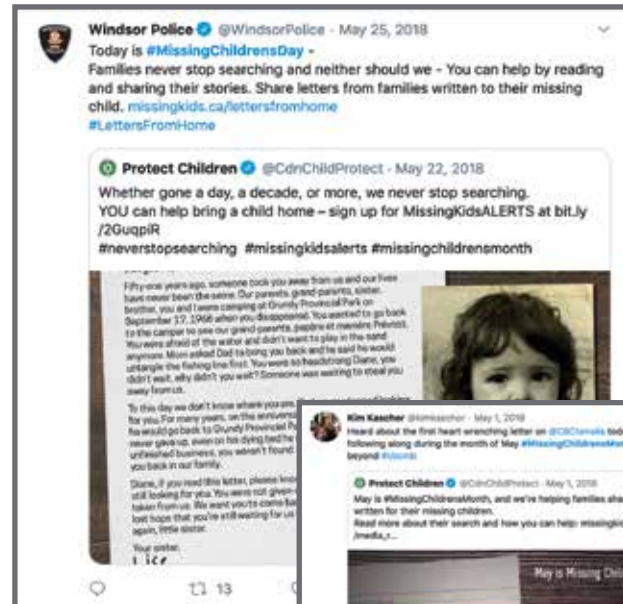 Windsor Police @WindsorPolice · May 25, 2018
Today is #MissingChildrensDay -
Families never stop searching and neither should we - You can help by reading
and sharing their stories. Share letters from families written to their missing
child. missingkids.ca/lettersfromhome
#LettersFromHome
Protect Children @CdnChildProtect · May 22, 2018
Whether gone a day, a decade, or more, we never stop searching.
YOU can help bring a child home – sign up for MissingKidsALERTS at bit.ly
/2GuqpiR
#neverstopsearching #missingkidsalerts #missingchildrensmonth
Fifty-one years ago, someone took you away from us and our lives
have never been the same. Our parents, grand-parents, sister,
brother, you and I were camping at Grundy Provincial Park on
September 17, 1966 when you disappeared. You wanted to go back
to the camper to see our grand-parents, pépère et mémère Prévost.
You were afraid of the water and didn't want to play in the sand
anymore. Mom asked Dad to bring you back and he said he would
untangle the fishing line first. You were so headstrong Diane, you
didn't wait, why didn't you wait? Someone was waiting to steal you
away from us.
To this day we don't know where you are.
for you. For many years, on the annivers
he would go back to Grundy Provincial Pa
never gave up, even on his dying bed he
unfinished business, you weren't found
you back in our family.
Diane, if you read this letter, please know
still looking for you. You were not given
taken from us. We want you to come ba
lost hope that you're still waiting for us
again, little sister.
Your sister,
Lise
13
Kim Kascher @kimkascher · May 1, 2018
Heard about the first heart wrenching letter on @CBCTerrells toda
following along during the month of May #MissingChildrensMon
beyond
Protect Children @CdnChildProtect · May 1, 2018
May is #MissingChildrensMonth, and we're helping families shar
written for their missing children.
Read more about their search and how you can help: missingkid
/media_r...
May is Missing Chil